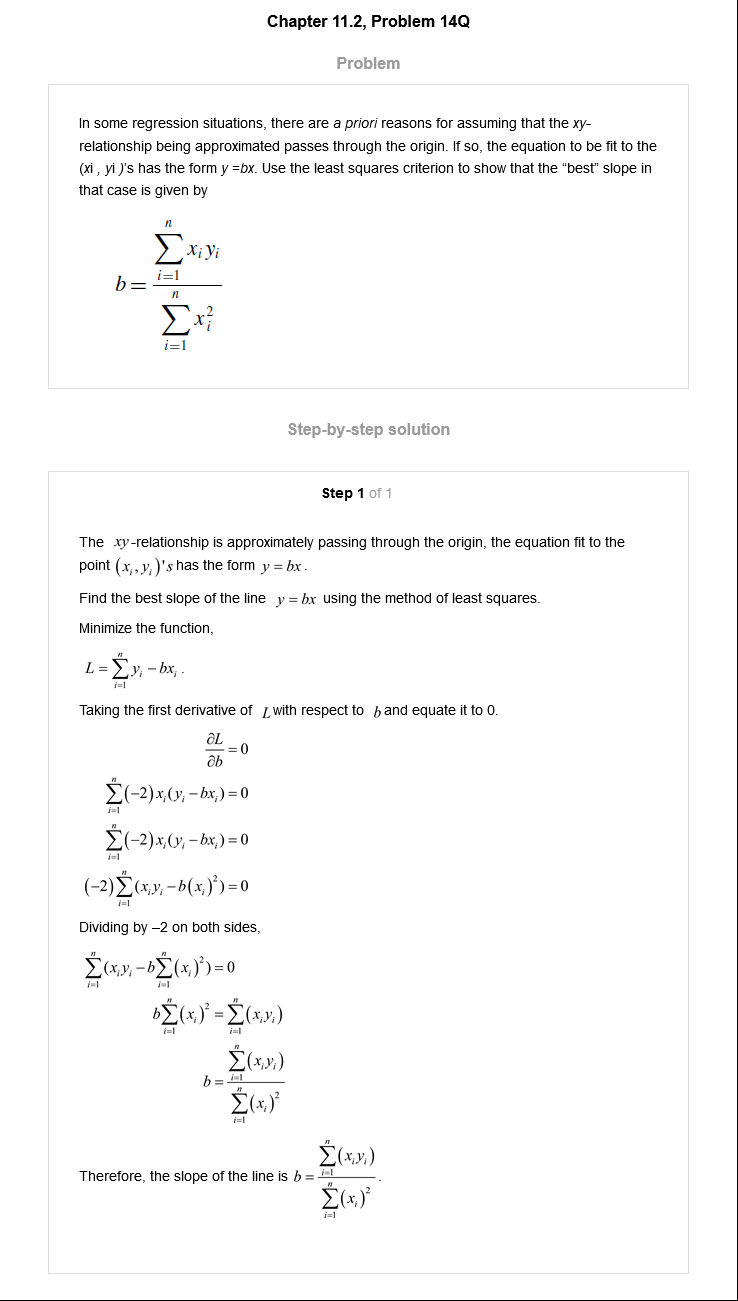 Chapter 11.2, Problem 14Q
Problem
In some regression situations, there are a priori reasons for assuming that the xy-
relationship being approximated passes through the origin. If so, the equation to be fit to the
(xi , yi )'s has the form y =bx. Use the least squares criterion to show that the “best” slope in
that case is given by
b = \frac{\sum_{i=1}^{n} x_i y_i}{\sum_{i=1}^{n} x_i^2}
Step-by-step solution
Step 1 of 1
The xy-relationship is approximately passing through the origin, the equation fit to the
point (x_i, y_i)'s has the form y = bx.
Find the best slope of the line y = bx using the method of least squares.
Minimize the function,
L = \sum_{i=1}^{n} y_i - bx_i.
Taking the first derivative of L with respect to b and equate it to 0.
\frac{\partial L}{\partial b} = 0
\sum_{i=1}^{n} (-2) x_i (y_i - bx_i) = 0
\sum_{i=1}^{n} (-2) x_i (y_i - bx_i) = 0
(-2) \sum_{i=1}^{n} (x_i y_i - b(x_i)^2) = 0
Dividing by –2 on both sides,
\sum_{i=1}^{n} (x_i y_i - b \sum_{i=1}^{n} (x_i)^2) = 0
b \sum_{i=1}^{n} (x_i)^2 = \sum_{i=1}^{n} (x_i y_i)
b = \frac{\sum_{i=1}^{n} (x_i y_i)}{\sum_{i=1}^{n} (x_i)^2}
Therefore, the slope of the line is b = \frac{\sum_{i=1}^{n} (x_i y_i)}{\sum_{i=1}^{n} (x_i)^2}.